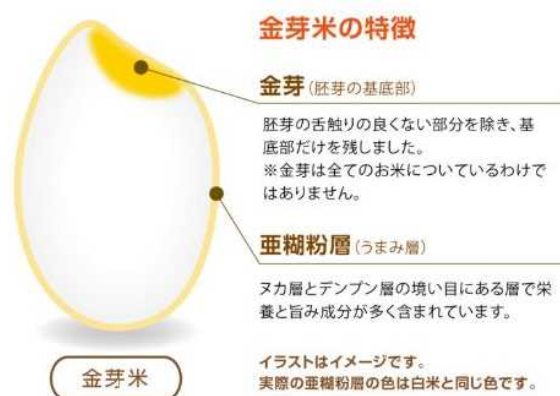 金芽米の特徴
金芽(胚芽の基底部)
胚芽の舌触りの良くない部分を除き、基
底部だけを残しました。
※金芽は全てのお米についているわけで
はありません。
亜糊粉層(うまみ層)
ヌカ層とデンプン層の境い目にある層で栄
養と旨み成分が多く含まれています。
金芽米
イラストはイメージです。
実際の亜糊粉層の色は白米と同じ色です。